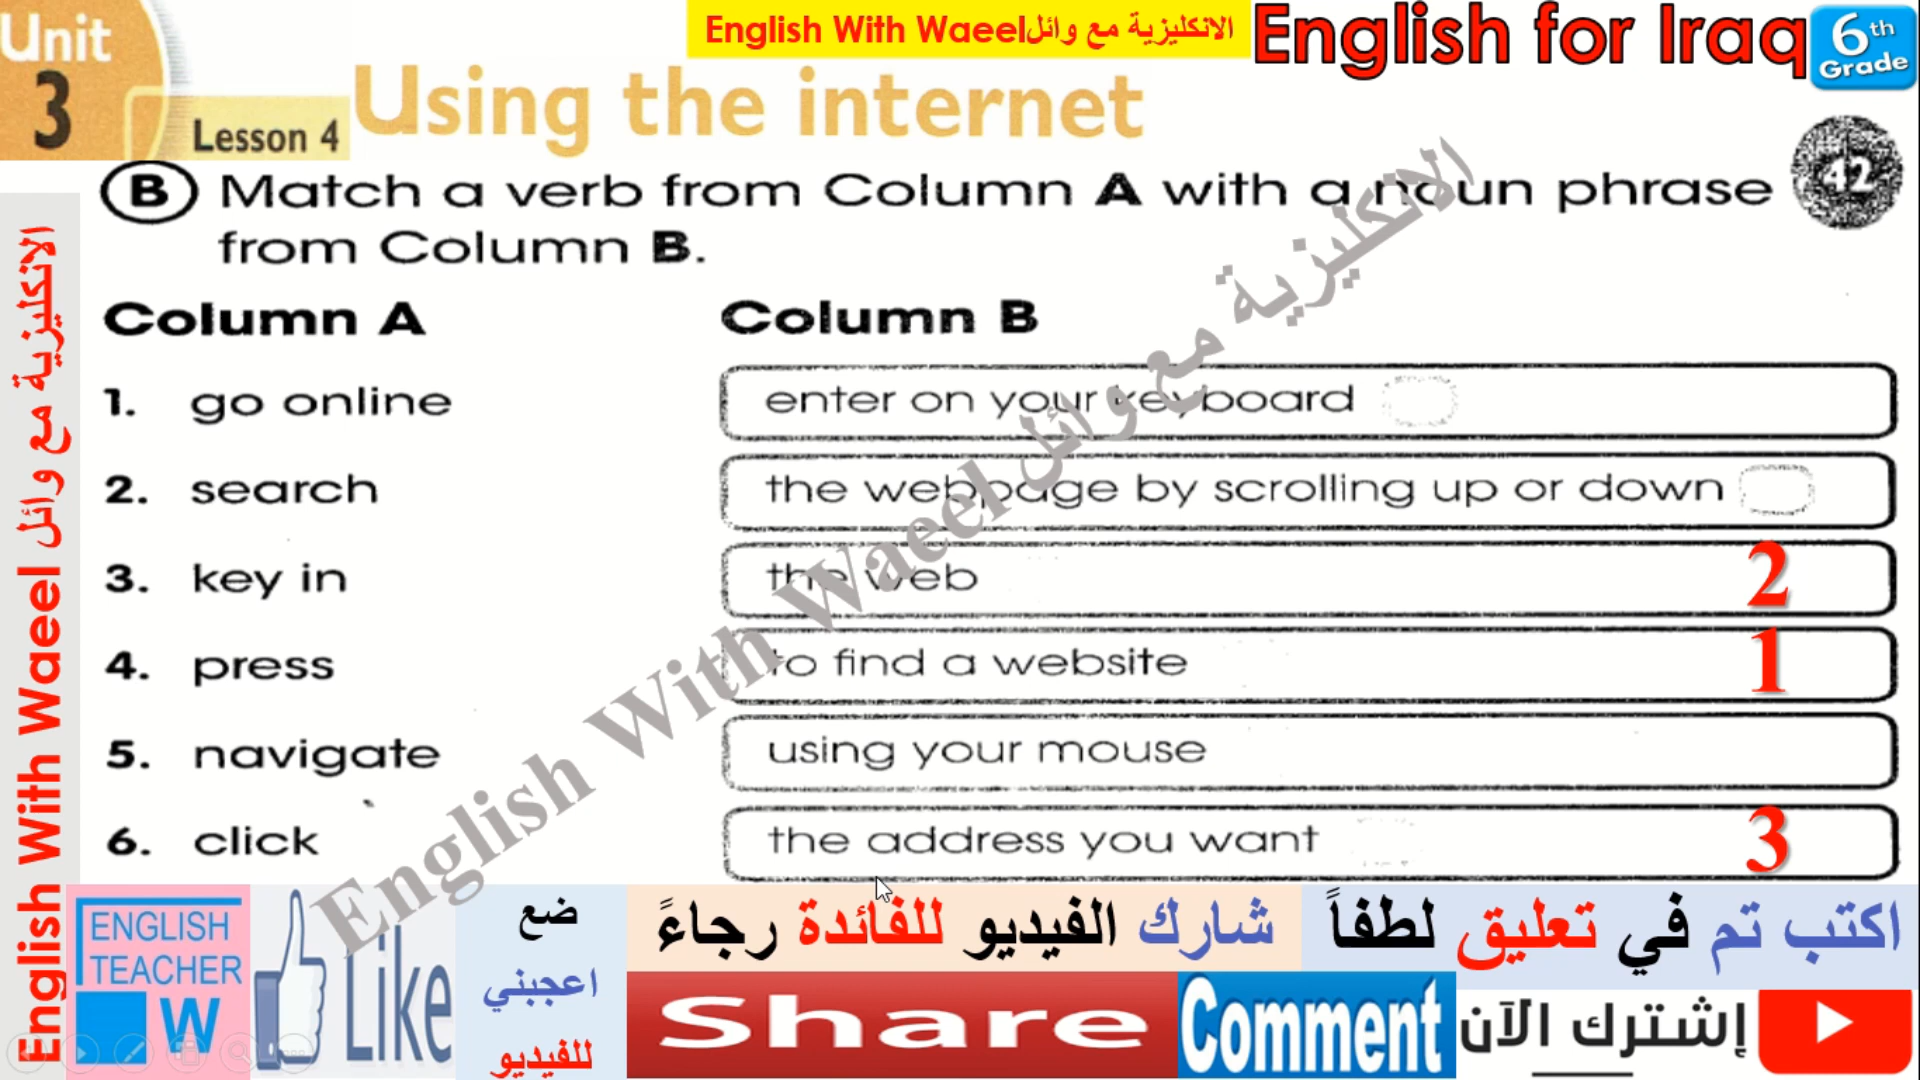 Unit
3
Lesson 4
Using the internet
English With Waeelالانكليزية مع وائل
English for Iraq
6th
Grade
42
B Match a verb from Column A with a noun phrase
from Column B.
Column A
Column B
1. go online
enter on your keyboard
2. search
the webpage by scrolling up or down
3. key in
the web 2
4. press
to find a website 1
5. navigate
using your mouse
6. click
the address you want 3
English With Waeel الانكليزية مع وائل
English With Waeel الانكليزية مع وائل
ENGLISH
TEACHER
W
Like
ضع
اعجبني
للفيديو
شارك الفيديو للفائدة رجاءً
اكتب تم في تعليق لطفاً
Share
Comment
إشترك الآن